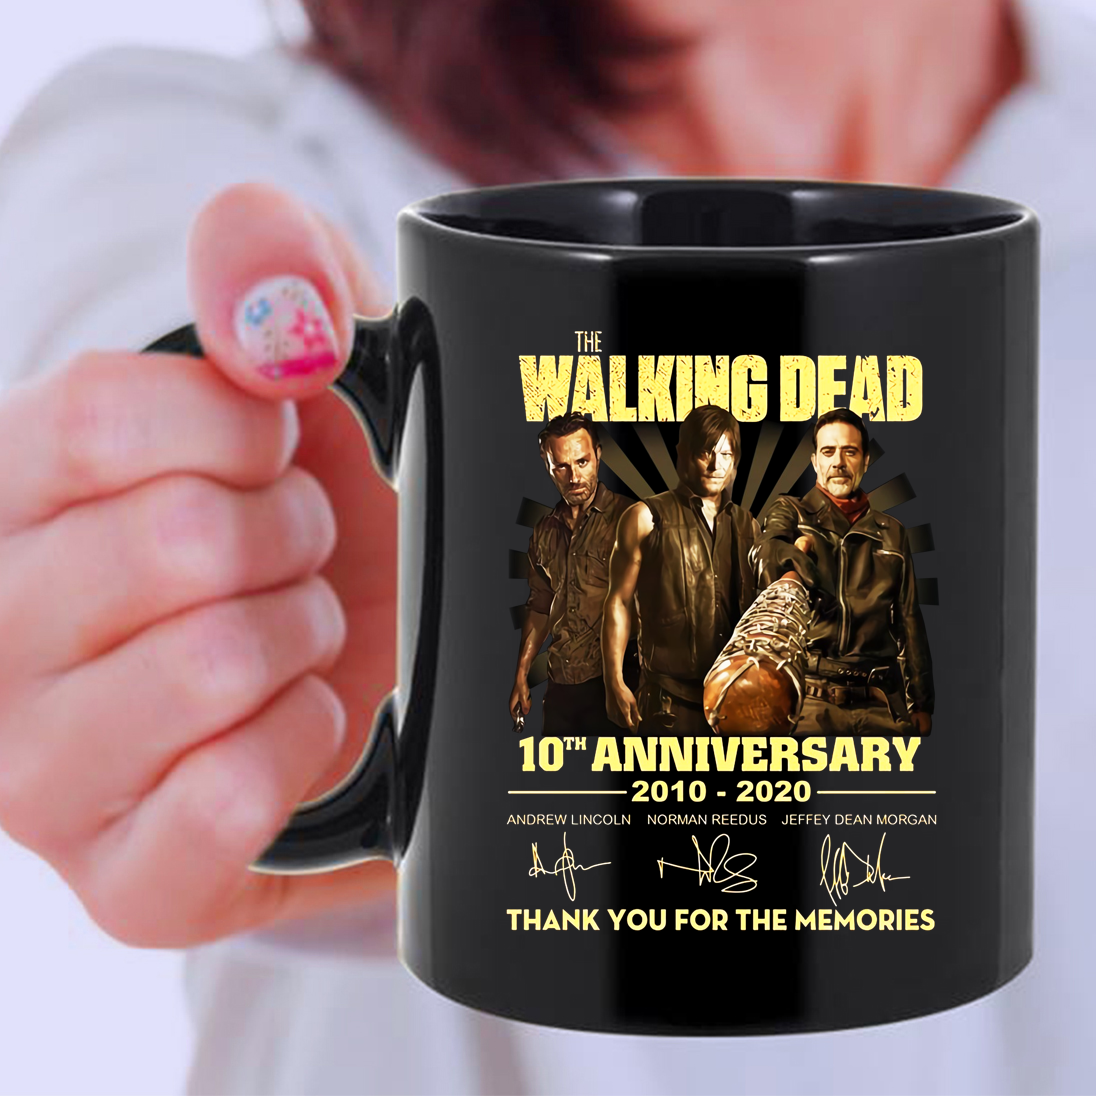 THE
WALKING DEAD
10TH ANNIVERSARY
2010 - 2020
ANDREW LINCOLN NORMAN REEDUS JEFFEY DEAN MORGAN
THANK YOU FOR THE MEMORIES